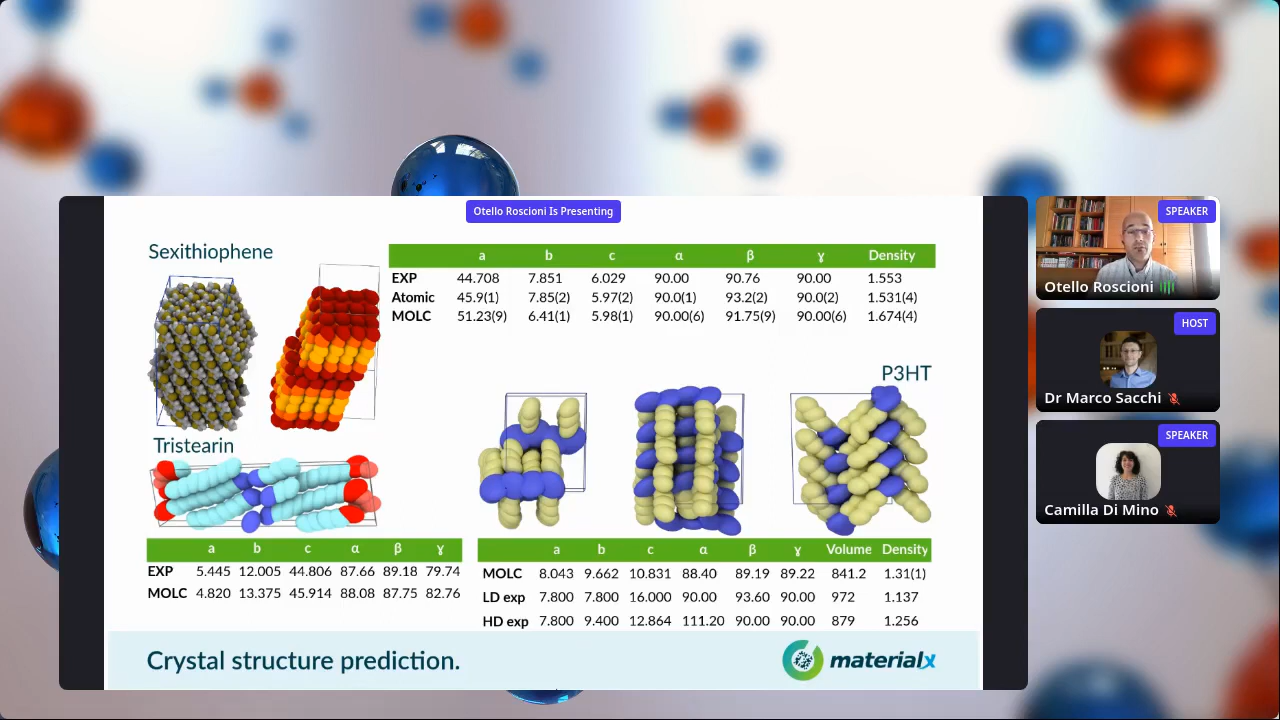 Otello Roscioni Is Presenting
Sexithiophene
a b c α β ɣ Density
EXP 44.708 7.851 6.029 90.00 90.76 90.00 1.553
Atomic 45.9(1) 7.85(2) 5.97(2) 90.0(1) 93.2(2) 90.0(2) 1.531(4)
MOLC 51.23(9) 6.41(1) 5.98(1) 90.00(6) 91.75(9) 90.00(6) 1.674(4)
P3HT
Tristearin
a b c α β ɣ
EXP 5.445 12.005 44.806 87.66 89.18 79.74
MOLC 4.820 13.375 45.914 88.08 87.75 82.76
a b c α β ɣ Volume Density
MOLC 8.043 9.662 10.831 88.40 89.19 89.22 841.2 1.31(1)
LD exp 7.800 7.800 16.000 90.00 93.60 90.00 972 1.137
HD exp 7.800 9.400 12.864 111.20 90.00 90.00 879 1.256
Crystal structure prediction.
materialx
SPEAKER
Otello Roscioni
HOST
Dr Marco Sacchi
SPEAKER
Camilla Di Mino